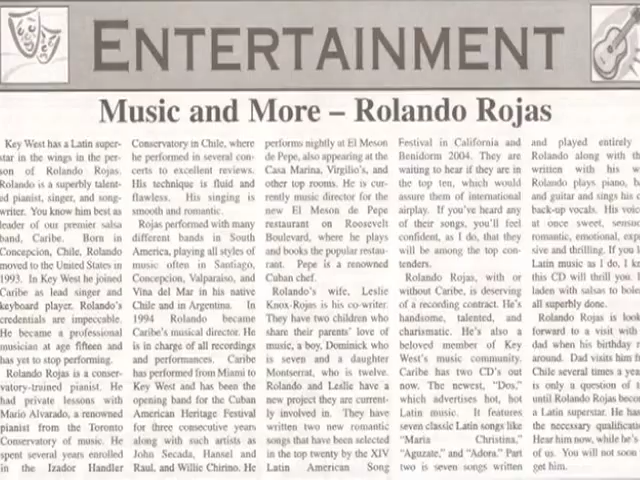 ENTERTAINMENT
Music and More – Rolando Rojas
Key West has a Latin super-
star in the wings in the per-
son of Rolando Rojas.
Rolando is a superbly talent-
ed pianist, singer, and song-
writer. You know him best as
leader of our premier salsa
band, Caribe. Born in
Concepcion, Chile, Rolando
moved to the United States in
1993. In Key West he joined
Caribe as lead singer and
keyboard player. Rolando's
credentials are impeccable.
He became a professional
musician at age fifteen and
has yet to stop performing.
Rolando Rojas is a conser-
vatory-trained pianist. He
had private lessons with
Mario Alvarado, a renowned
pianist from the Toronto
Conservatory of music. He
spent several years enrolled
in the Izador Handler
Conservatory in Chile, where
he performed in several con-
certs to excellent reviews.
His technique is fluid and
flawless. His singing is
smooth and romantic.
Rojas performed with many
different bands in South
America, playing all styles of
music often in Santiago,
Concepcion, Valparaiso, and
Vina del Mar in his native
Chile and in Argentina. In
1994 Rolando became
Caribe's musical director. He
is in charge of all recordings
and performances. Caribe
has performed from Miami to
Key West and has been the
opening band for the Cuban
American Heritage Festival
for three consecutive years
along with such artists as
John Secada, Hansel and
Raul, and Willie Chirino. He
performs nightly at El Meson
de Pepe, also appearing at the
Casa Marina, Virgilio's, and
other top rooms. He is cur-
rently music director for the
new El Meson de Pepe
restaurant on Roosevelt
Boulevard, where he plays
and books the popular restau-
rant. Pepe is a renowned
Cuban chef.
Rolando's wife, Leslie
Knox-Rojas is his co-writer.
They have two children who
share their parents' love of
music, a boy, Dominick who
is seven and a daughter
Montserrat, who is twelve.
Rolando and Leslie have a
new project they are current-
ly involved in. They have
written two new romantic
songs that have been selected
in the top twenty by the XIV
Latin American Song
Festival in California and
Benidorm 2004. They are
waiting to hear if they are in
the top ten, which would
assure them of international
airplay. If you've heard any
of their songs, you'll feel
confident, as I do, that they
will be among the top con-
tenders.
Rolando Rojas, with or
without Caribe, is deserving
of a recording contract. He's
handsome, talented, and
charismatic. He's also a
beloved member of Key
West's music community.
Caribe has two CD's out
now. The newest, "Dos,"
which advertises hot, hot
Latin music. It features
seven classic Latin songs like
"Maria Christina,"
"Aguzate," and "Adora." Part
two is seven songs written
and played entirely
Rolando along with th
written with his w
Rolando plays piano, b
and guitar and sings his o
back-up vocals. His voic
at once sweet, sensuo
romantic, emotional, exp
sive and thrilling. If you l
Latin music as I do, I kn
this CD will thrill you. I
laden with salsas to bole
all superbly done.
Rolando Rojas is look
forward to a visit with
dad when his birthday r
around. Dad visits him f
Chile several times a yea
is only a question of t
until Rolando Rojas becom
a Latin superstar. He has
the necessary qualificatio
Hear him now, while he's
of us. You will not soon
get him.